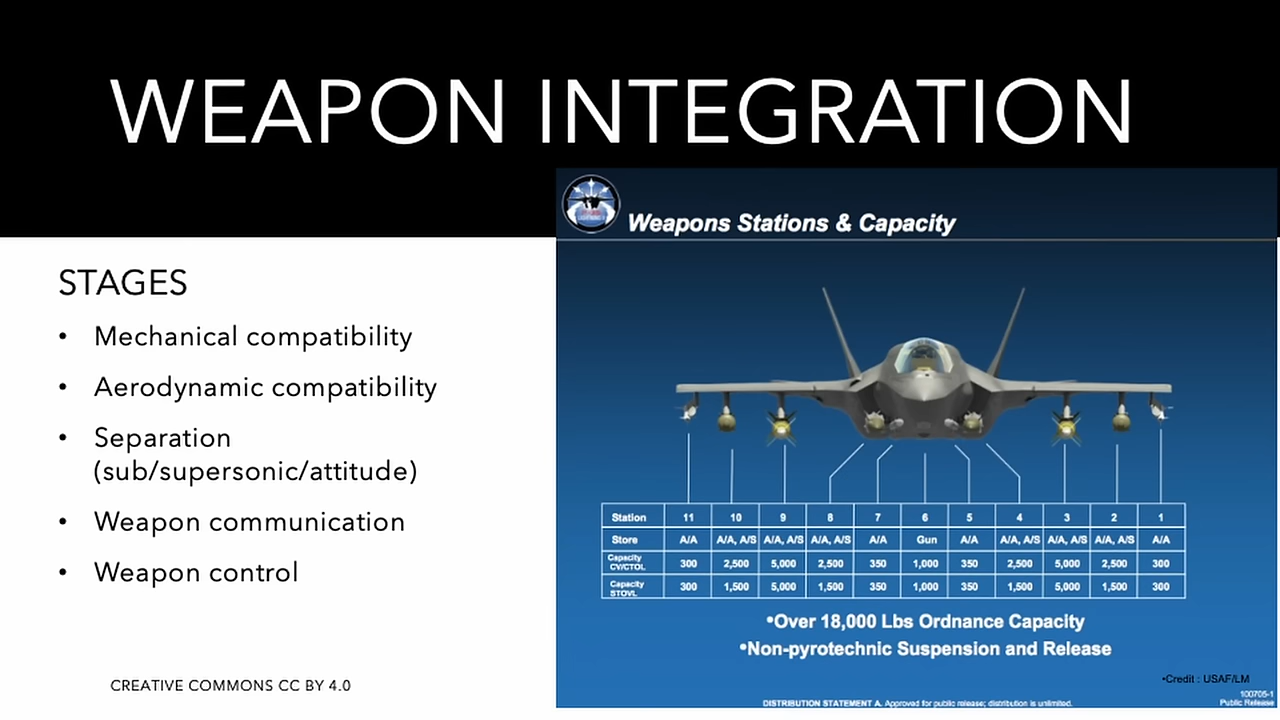 WEAPON INTEGRATION
STAGES
• Mechanical compatibility
• Aerodynamic compatibility
• Separation
(sub/supersonic/attitude)
• Weapon communication
• Weapon control
CREATIVE COMMONS CC BY 4.0
Weapons Stations & Capacity
Station 11 10 9 8 7 6 5 4 3 2 1
Store A/A A/A, A/S A/A, A/S A/A, A/S A/A Gun A/A A/A, A/S A/A, A/S A/A, A/S A/A
Capacity
CV/CTOL 300 2,500 5,000 2,500 350 1,000 350 2,500 5,000 2,500 300
Capacity
STOVL 300 1,500 5,000 1,500 350 1,000 350 1,500 5,000 1,500 300
•Over 18,000 Lbs Ordnance Capacity
•Non-pyrotechnic Suspension and Release
•Credit : USAF/LM
100705-1
DISTRIBUTION STATEMENT A. Approved for public release; distribution is unlimited.
Public Release